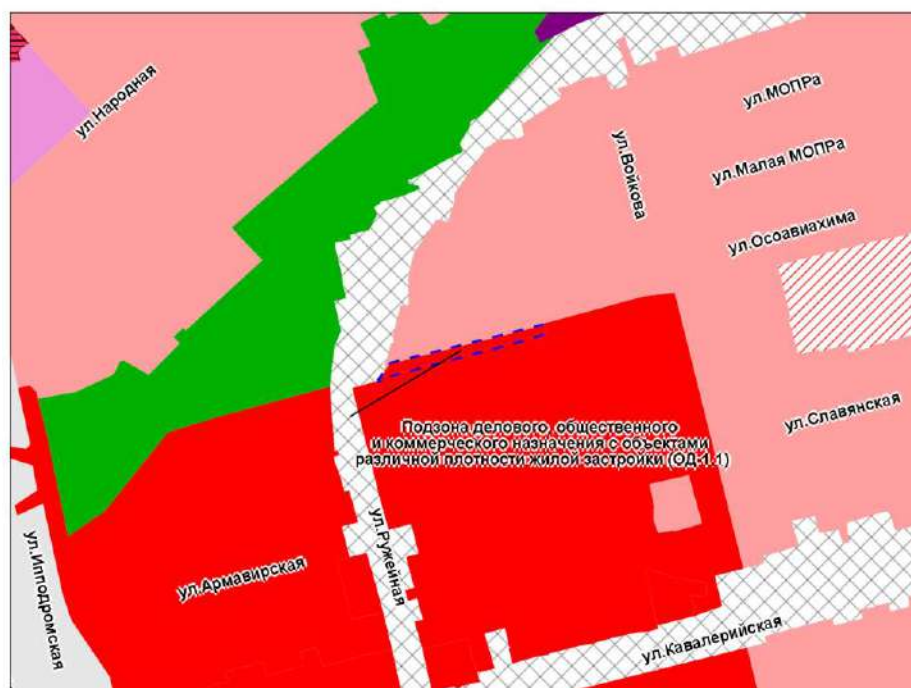 ул.Народная
ул.МОПРа
ул.Малая МОПРа
ул.Войкова
ул.Осоавиахима
ул.Славянская
Подзона делового, общественного
и коммерческого назначения с объектами
различной плотности жилой застройки (ОД-1.1)
ул.Ипподромская
ул.Армавирская
ул.Ружейная
ул.Кавалерийская